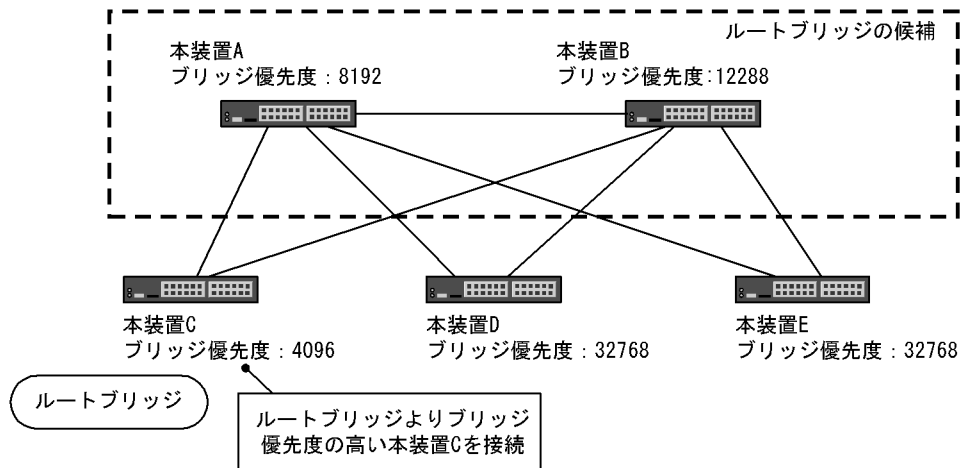 ルートブリッジの候補
本装置A
ブリッジ優先度：8192
本装置B
ブリッジ優先度:12288
本装置C
ブリッジ優先度：4096
本装置D
ブリッジ優先度：32768
本装置E
ブリッジ優先度：32768
ルートブリッジ
ルートブリッジよりブリッジ
優先度の高い本装置Cを接続